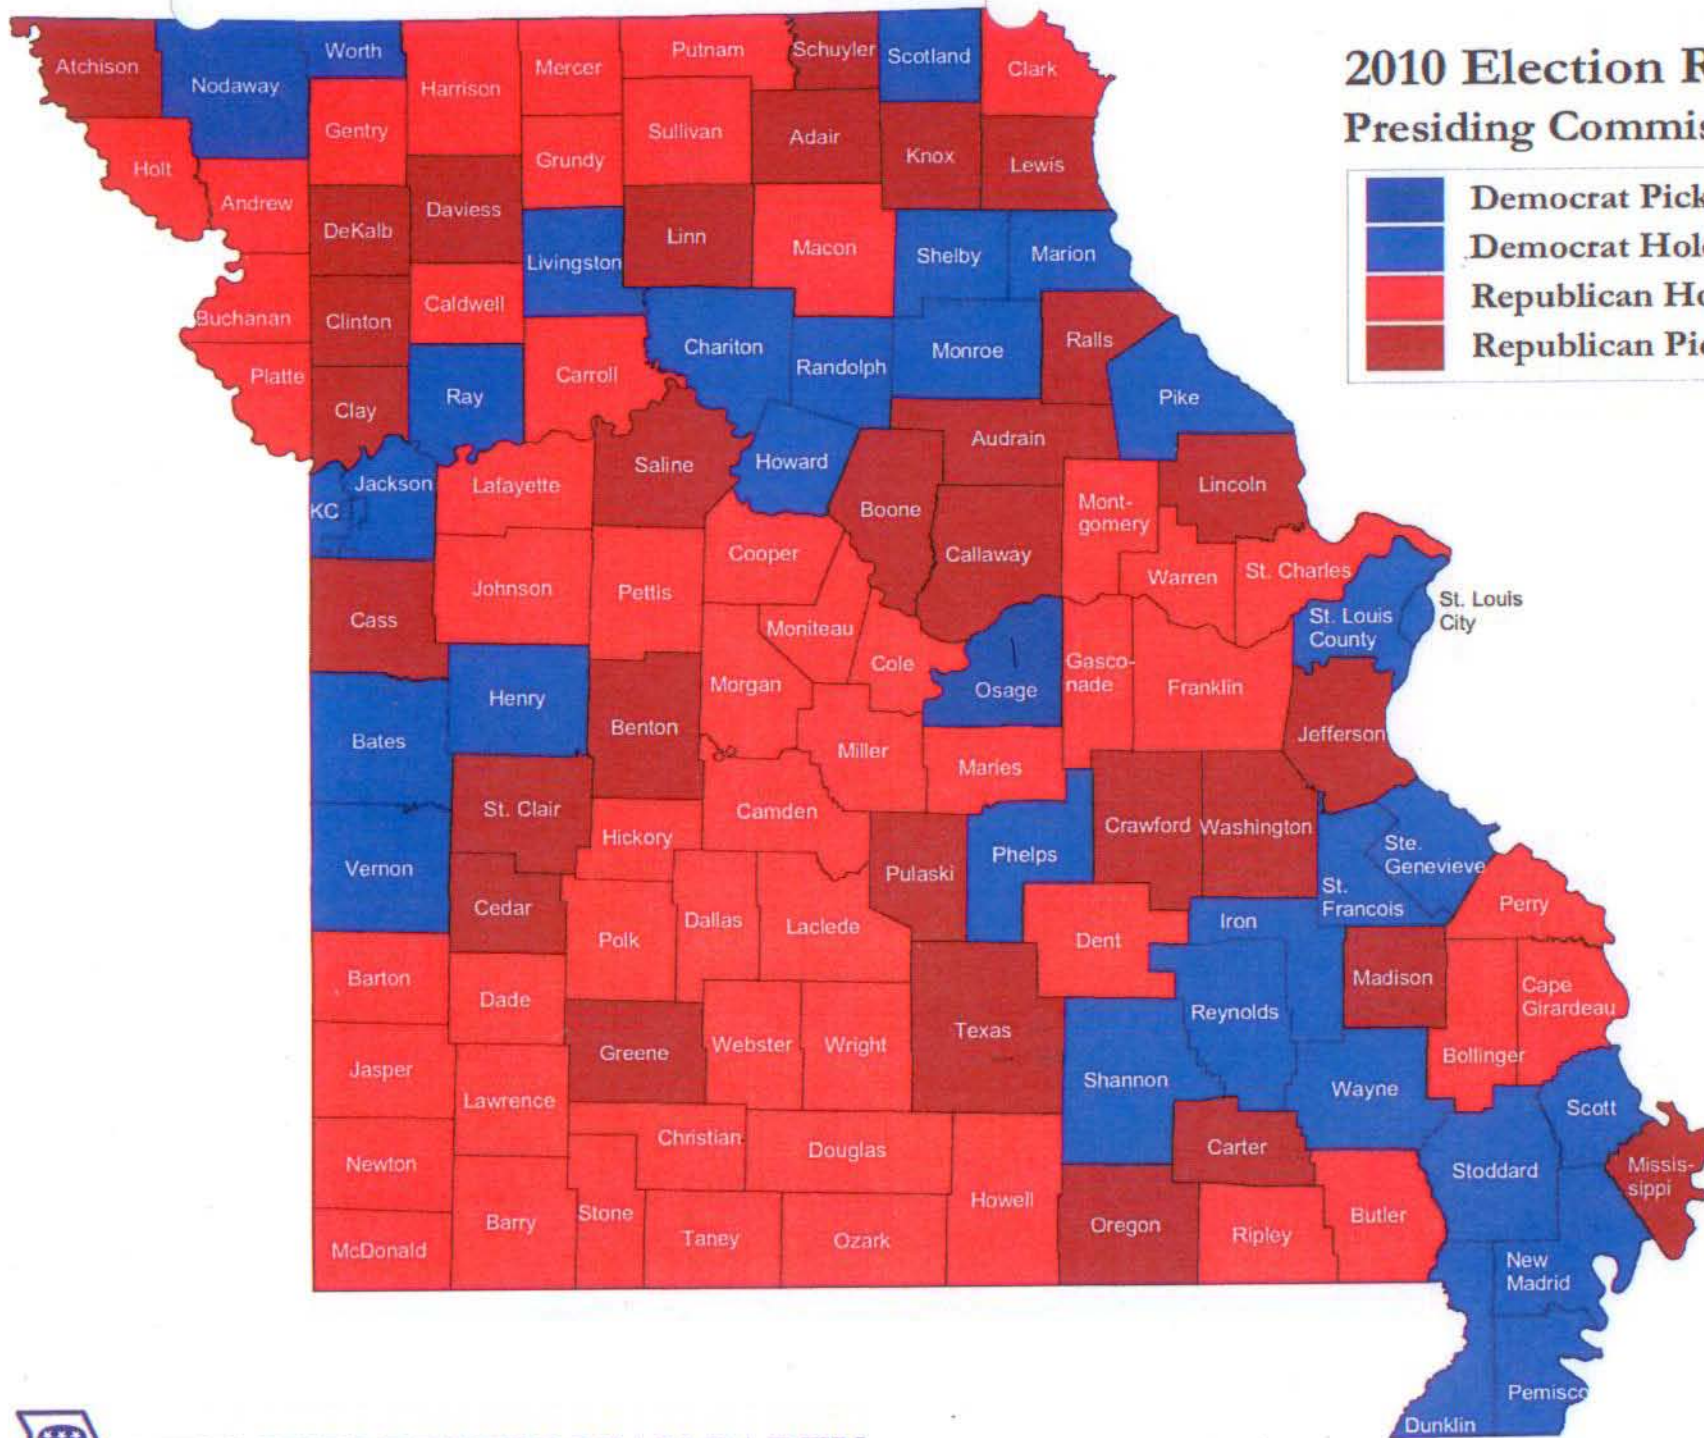 2010 Election R
Presiding Commis
Democrat Pick
Democrat Hol
Republican Ho
Republican Pic
Atchison
Nodaway
Worth
Harrison
Mercer
Putnam
Schuyler
Scotland
Clark
Gentry
Sullivan
Adair
Knox
Lewis
Holt
Andrew
Grundy
DeKalb
Daviess
Linn
Macon
Shelby
Marion
Livingston
Buchanan
Clinton
Caldwell
Chariton
Randolph
Monroe
Ralls
Platte
Clay
Ray
Carroll
Pike
Audrain
Saline
Howard
Jackson
KC
Lafayette
Boone
Mont-
gomery
Lincoln
Callaway
Cooper
Johnson
Pettis
Warren
St. Charles
Cass
Moniteau
St. Louis
County
St. Louis
City
Cole
Osage
Gasco-
nade
Franklin
Henry
Morgan
Bates
Benton
Miller
Maries
Jefferson
St. Clair
Hickory
Camden
Crawford
Washington
Phelps
Pulaski
Ste.
Genevieve
St.
Francois
Vernon
Cedar
Polk
Dallas
Laclede
Dent
Iron
Perry
Barton
Dade
Madison
Cape
Girardeau
Greene
Webster
Wright
Texas
Reynolds
Bollinger
Jasper
Lawrence
Shannon
Wayne
Scott
Christian
Douglas
Carter
Newton
Stoddard
Missis-
sippi
Barry
Stone
Taney
Ozark
Howell
Oregon
Ripley
Butler
McDonald
New
Madrid
Pemisco
Dunklin